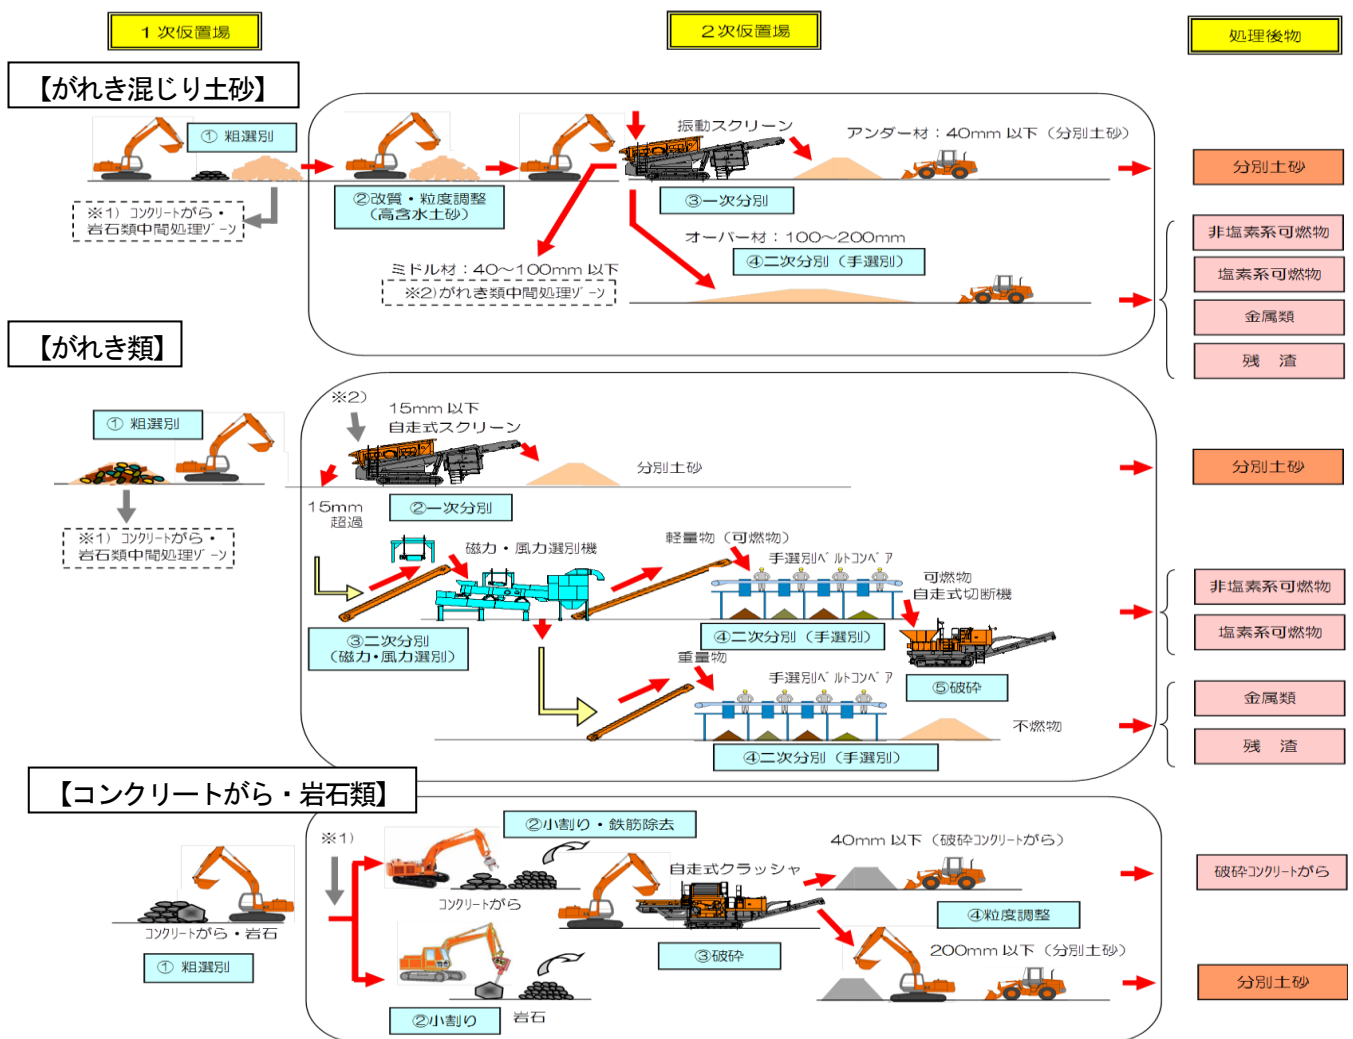 1次仮置場
2次仮置場
処理後物
【がれき混じり土砂】
① 粗選別
振動スクリーン
アンダー材:40mm 以下(分別土砂)
分別土砂
②改質・粒度調整
(高含水土砂)
③一次分別
※1) コンクリートがら・
岩石類中間処理ゾーン
オーバー材:100~200mm
④二次分別(手選別)
ミドル材:40~100mm 以下
※2)がれき類中間処理ゾーン
非塩素系可燃物
塩素系可燃物
金属類
残 渣
【がれき類】
① 粗選別
※2)
15mm 以下
自走式スクリーン
分別土砂
分別土砂
15mm
超過
②一次分別
※1) コンクリートがら・
岩石類中間処理ゾーン
磁力・風力選別機
軽量物(可燃物)
手選別ベルトコンベア
可燃物
自走式切断機
③二次分別
(磁力・風力選別)
④二次分別(手選別)
⑤破砕
非塩素系可燃物
塩素系可燃物
重量物
手選別ベルトコンベア
不燃物
④二次分別(手選別)
金属類
残 渣
【コンクリートがら・岩石類】
※1)
②小割り・鉄筋除去
コンクリートがら
自走式クラッシャ
40mm 以下(破砕コンクリートがら)
破砕コンクリートがら
④粒度調整
コンクリートがら・岩石
① 粗選別
③破砕
200mm 以下(分別土砂)
分別土砂
②小割り
岩石